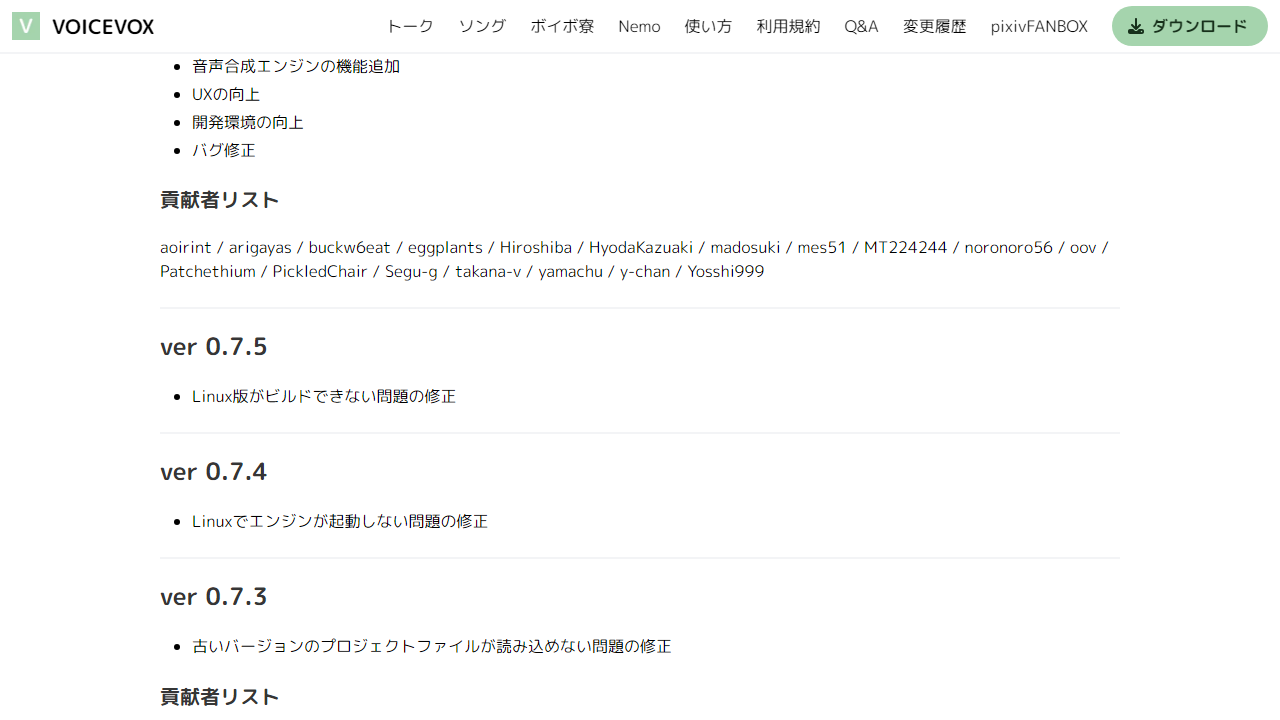 V VOICEVOX トーク ソング ボイボ寮 Nemo 使い方 利用規約 Q&A 変更履歴 pixivFANBOX ダウンロード
音声合成エンジンの機能追加
UXの向上
開発環境の向上
バグ修正
貢献者リスト
aoirint / arigayas / buckw6eat / eggplants / Hiroshiba / HyodaKazuaki / madosuki / mes51 / MT224244 / noronoro56 / oov /
Patchethium / PickledChair / Segu-g / takana-v / yamachu / y-chan / Yosshi999
ver 0.7.5
Linux版がビルドできない問題の修正
ver 0.7.4
Linuxでエンジンが起動しない問題の修正
ver 0.7.3
古いバージョンのプロジェクトファイルが読み込めない問題の修正
貢献者リスト